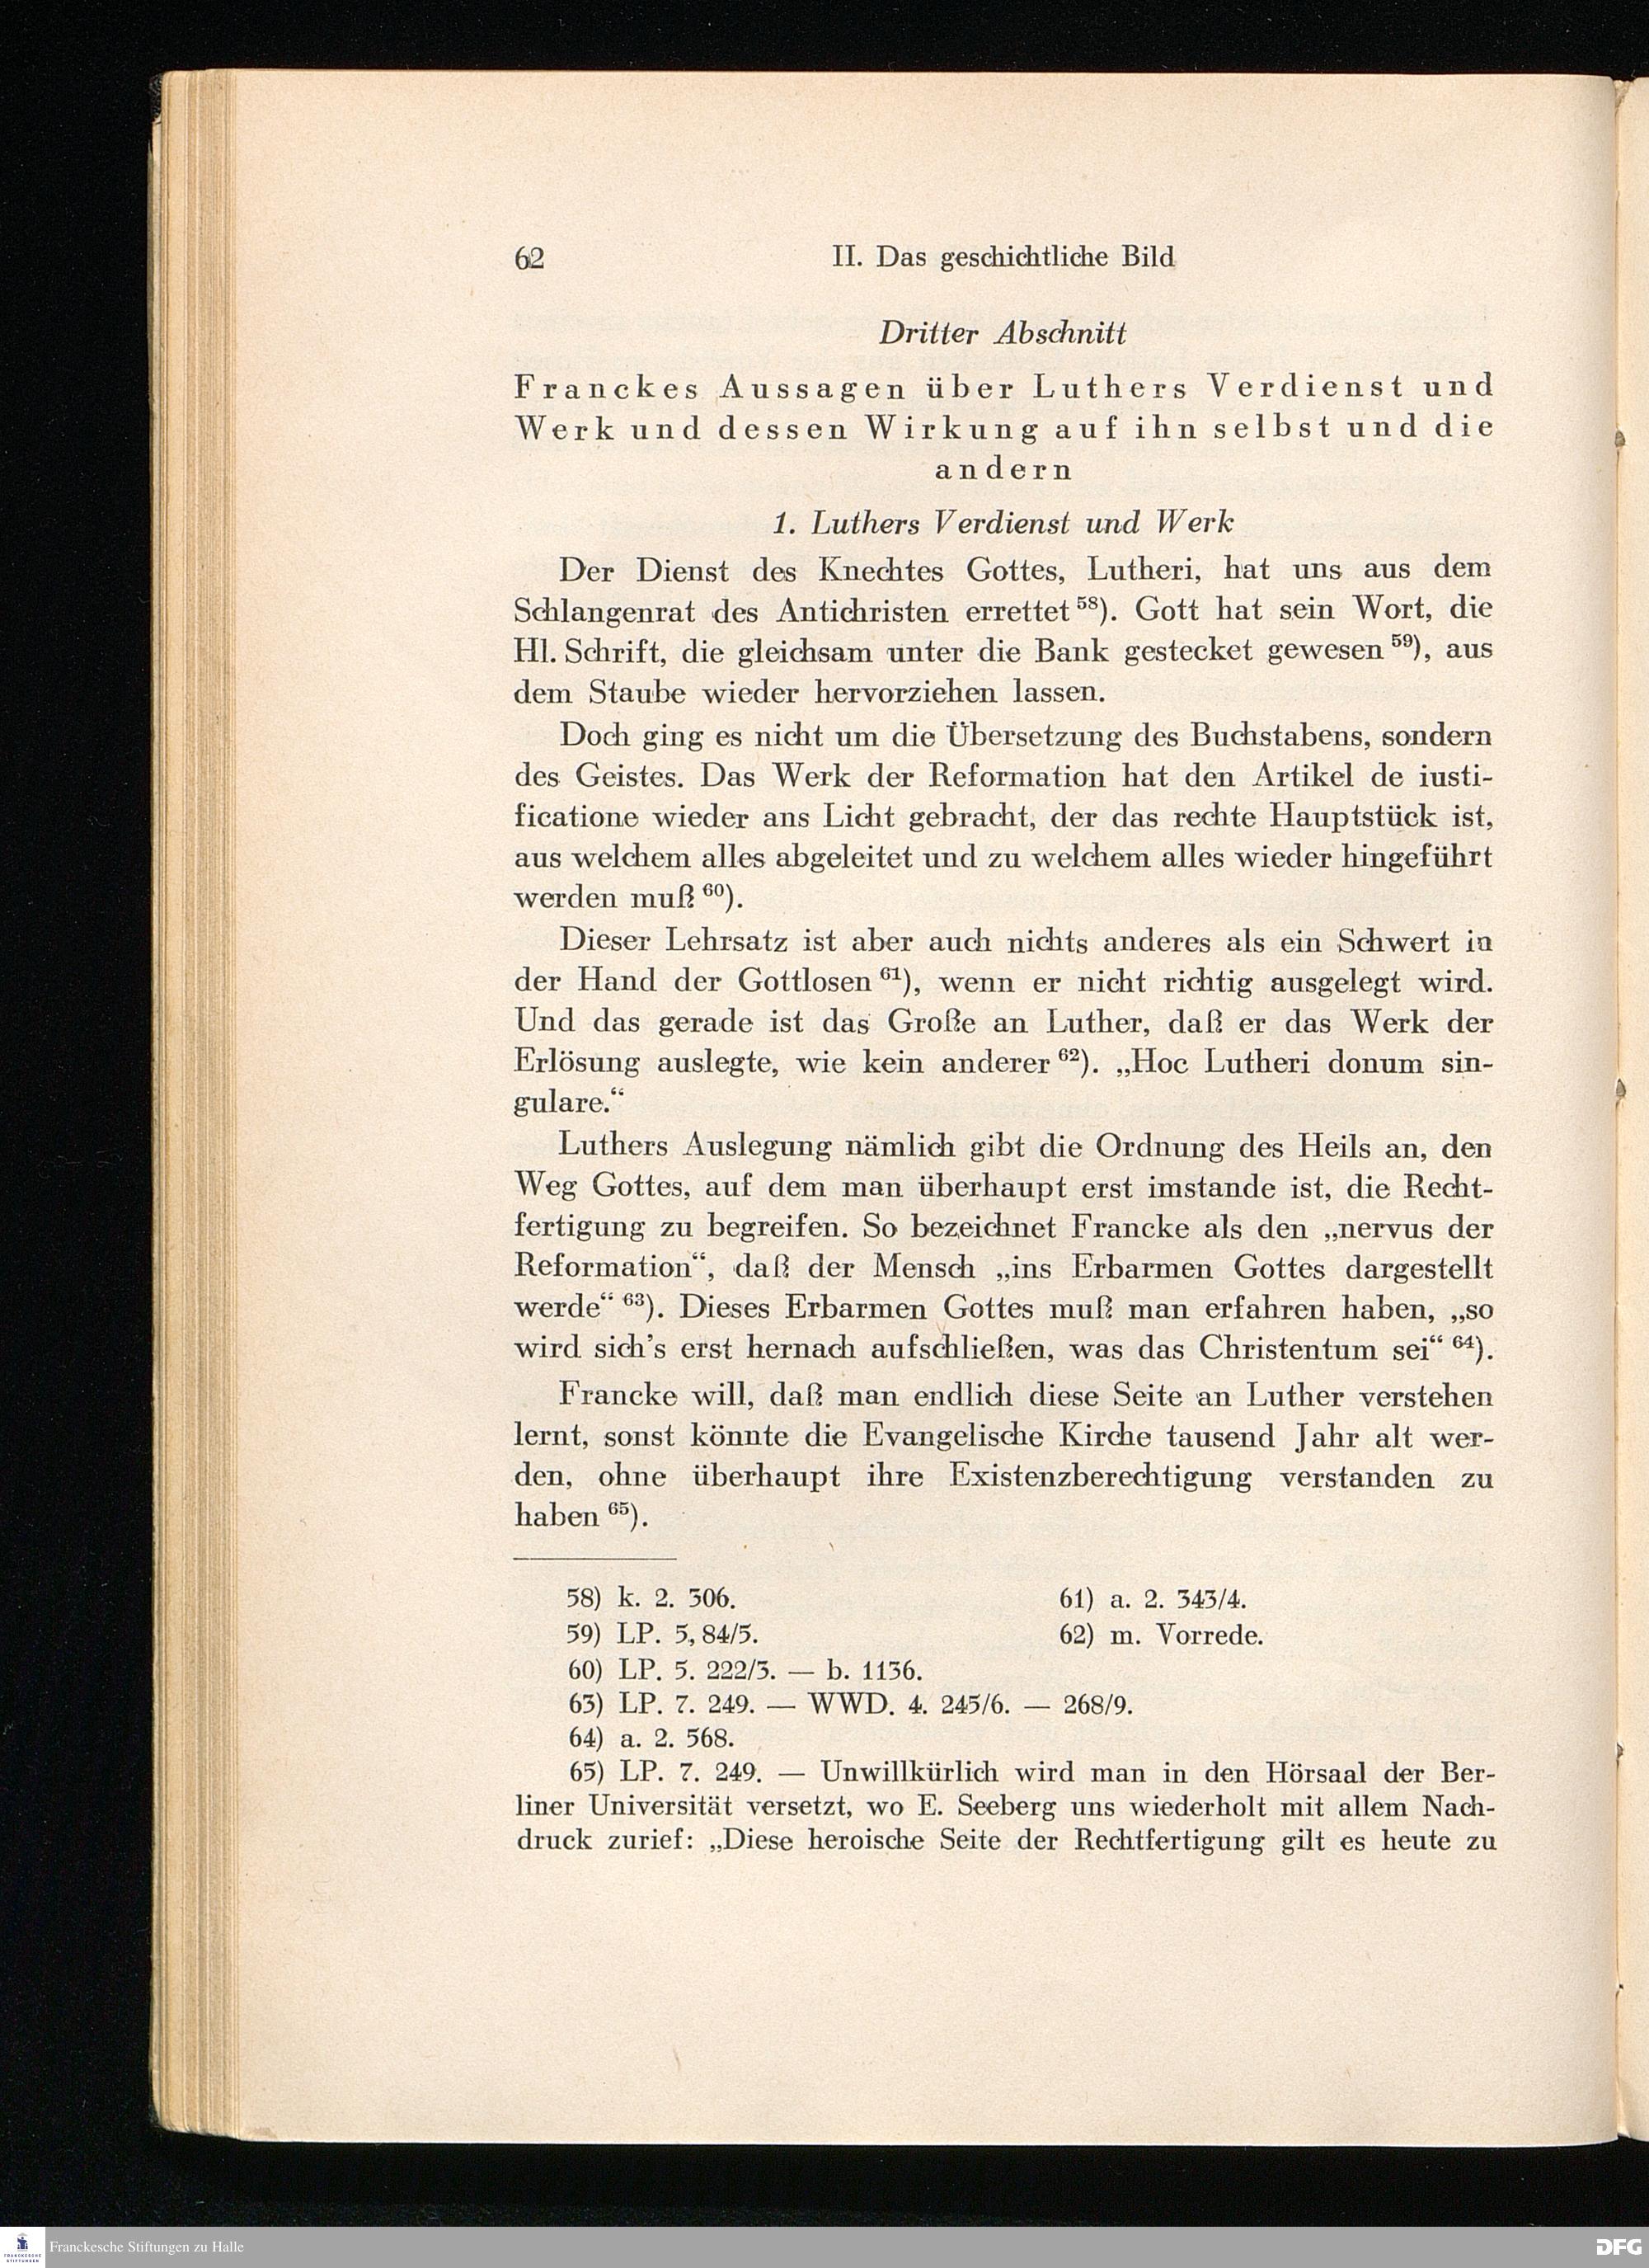 62 II. Das geschichtliche Bild
Dritter Abschnitt
Franckes Aussagen über Luthers Verdienst und
Werk und dessen Wirkung auf ihn selbst und die
andern
1. Luthers Verdienst und Werk
Der Dienst des Knechtes Gottes, Lutheri, hat uns aus dem
Schlangenrat des Antichristen errettet 58). Gott hat sein Wort, die
Hl. Schrift, die gleichsam unter die Bank gestecket gewesen 59), aus
dem Staube wieder hervorziehen lassen.
Doch ging es nicht um die Übersetzung des Buchstabens, sondern
des Geistes. Das Werk der Reformation hat den Artikel de iusti-
ficatione wieder ans Licht gebracht, der das rechte Hauptstück ist,
aus welchem alles abgeleitet und zu welchem alles wieder hingeführt
werden muß 60).
Dieser Lehrsatz ist aber auch nichts anderes als ein Schwert in
der Hand der Gottlosen 61), wenn er nicht richtig ausgelegt wird.
Und das gerade ist das Große an Luther, daß er das Werk der
Erlösung auslegte, wie kein anderer 62). „Hoc Lutheri donum sin-
gulare.“
Luthers Auslegung nämlich gibt die Ordnung des Heils an, den
Weg Gottes, auf dem man überhaupt erst imstande ist, die Recht-
fertigung zu begreifen. So bezeichnet Francke als den „nervus der
Reformation“, daß der Mensch „ins Erbarmen Gottes dargestellt
werde“ 63). Dieses Erbarmen Gottes muß man erfahren haben, „so
wird sich's erst hernach aufschließen, was das Christentum sei“ 64).
Francke will, daß man endlich diese Seite an Luther verstehen
lernt, sonst könnte die Evangelische Kirche tausend Jahr alt wer-
den, ohne überhaupt ihre Existenzberechtigung verstanden zu
haben 65).
58) k. 2. 306. 61) a. 2. 343/4.
59) LP. 5, 84/5. 62) m. Vorrede.
60) LP. 5. 222/3. — b. 1136.
63) LP. 7. 249. — WWD. 4. 245/6. — 268/9.
64) a. 2. 568.
65) LP. 7. 249. — Unwillkürlich wird man in den Hörsaal der Ber-
liner Universität versetzt, wo E. Seeberg uns wiederholt mit allem Nach-
druck zurief: „Diese heroische Seite der Rechtfertigung gilt es heute zu
FRANCKESCHE
STIFTUNGEN
Franckesche Stiftungen zu Halle
DFG